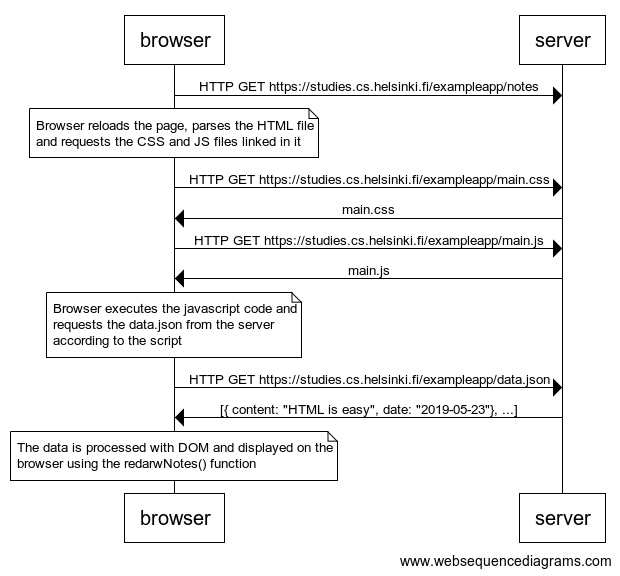 browser
server
HTTP GET https://studies.cs.helsinki.fi/exampleapp/notes
Browser reloads the page, parses the HTML file
and requests the CSS and JS files linked in it
HTTP GET https://studies.cs.helsinki.fi/exampleapp/main.css
main.css
HTTP GET https://studies.cs.helsinki.fi/exampleapp/main.js
main.js
Browser executes the javascript code and
requests the data.json from the server
according to the script
HTTP GET https://studies.cs.helsinki.fi/exampleapp/data.json
[{ content: "HTML is easy", date: "2019-05-23"}, ...]
The data is processed with DOM and displayed on the
browser using the redarwNotes() function
browser
server
www.websequencediagrams.com